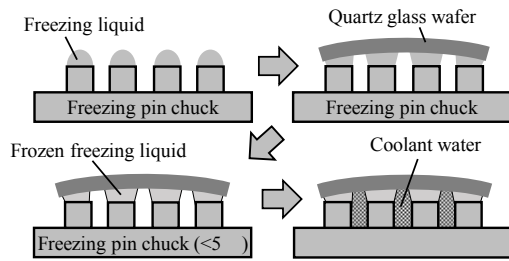 Freezing liquid
Quartz glass wafer
Freezing pin chuck
Freezing pin chuck
Frozen freezing liquid
Coolant water
Freezing pin chuck (<5 )